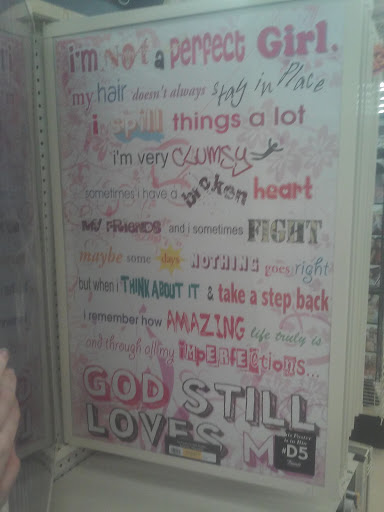 i'm not a perfect Girl.
my hair doesn't always stay in Place
i spill things a lot
i'm very CLUMSY
sometimes i have a broken heart
MY FRIENDS and i sometimes FIGHT
maybe some days NOTHING goes right
but when i THINK ABOUT IT & take a step back
i remember how AMAZING life truly is
and through all my IMPERFECTIONS...
GOD STILL
LOVES M
#D5